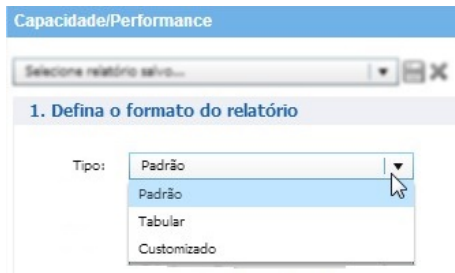 Capacidade/Performance
Selecione relatório salvo...
1. Defina o formato do relatório
Tipo: Padrão
Padrão
Tabular
Customizado